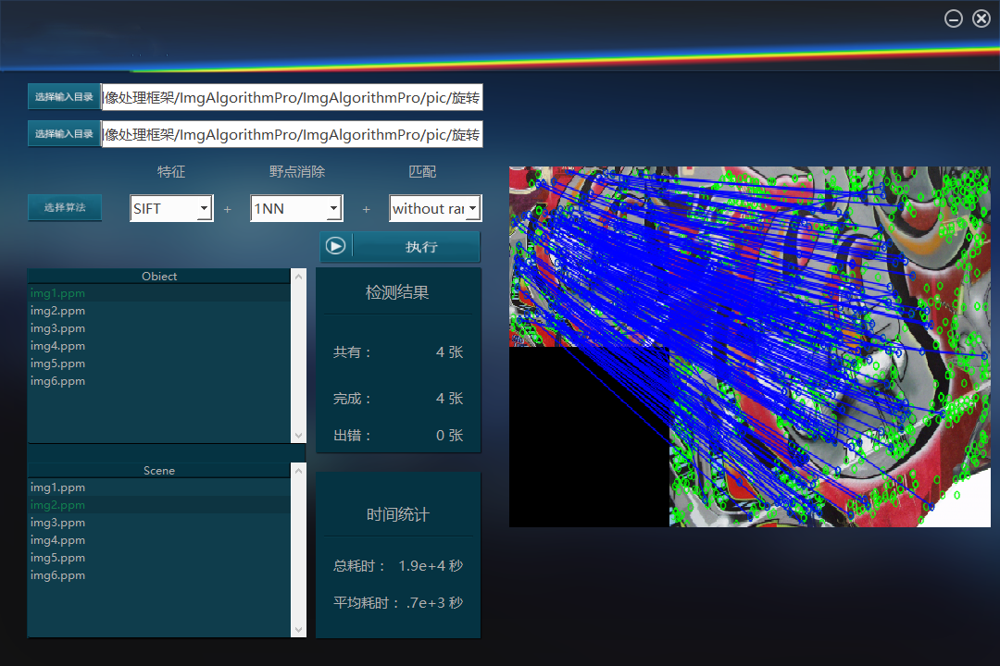 选择输入目录
像处理框架/ImgAlgorithmPro/ImgAlgorithmPro/pic/旋转
选择输入目录
像处理框架/ImgAlgorithmPro/ImgAlgorithmPro/pic/旋转
特征 野点消除 匹配
选择算法 SIFT + 1NN + without rar
执行
Obiect
img1.ppm
img2.ppm
img3.ppm
img4.ppm
img5.ppm
img6.ppm
检测结果
共有： 4 张
完成： 4 张
出错： 0 张
Scene
img1.ppm
img2.ppm
img3.ppm
img4.ppm
img5.ppm
img6.ppm
时间统计
总耗时： 1.9e+4 秒
平均耗时： .7e+3 秒